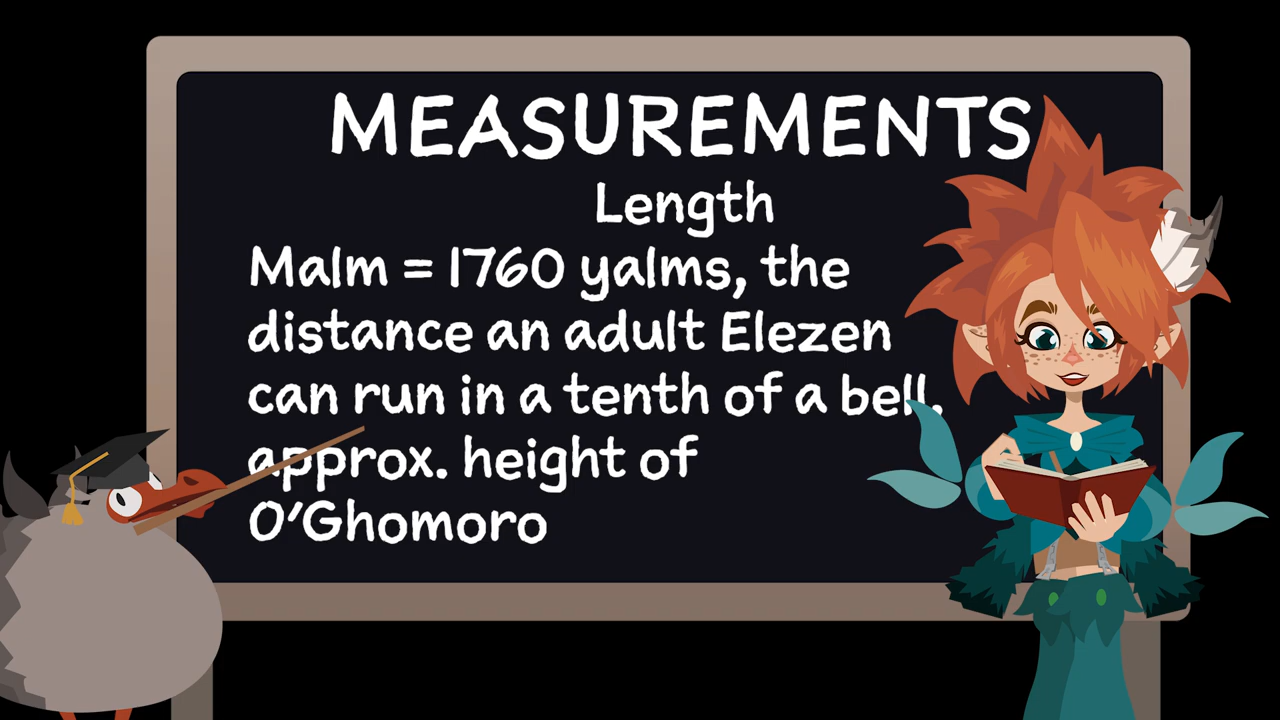 MEASUREMENTS
Length
Malm = 1760 yalms, the
distance an adult Elezen
can run in a tenth of a bell.
approx. height of
O'Ghomoro